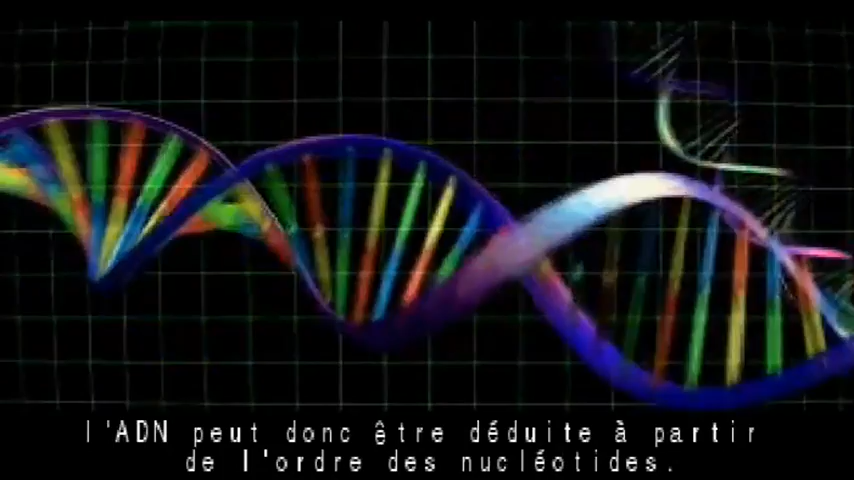 l'ADN peut donc être déduite à partir
de l'ordre des nucléotides.